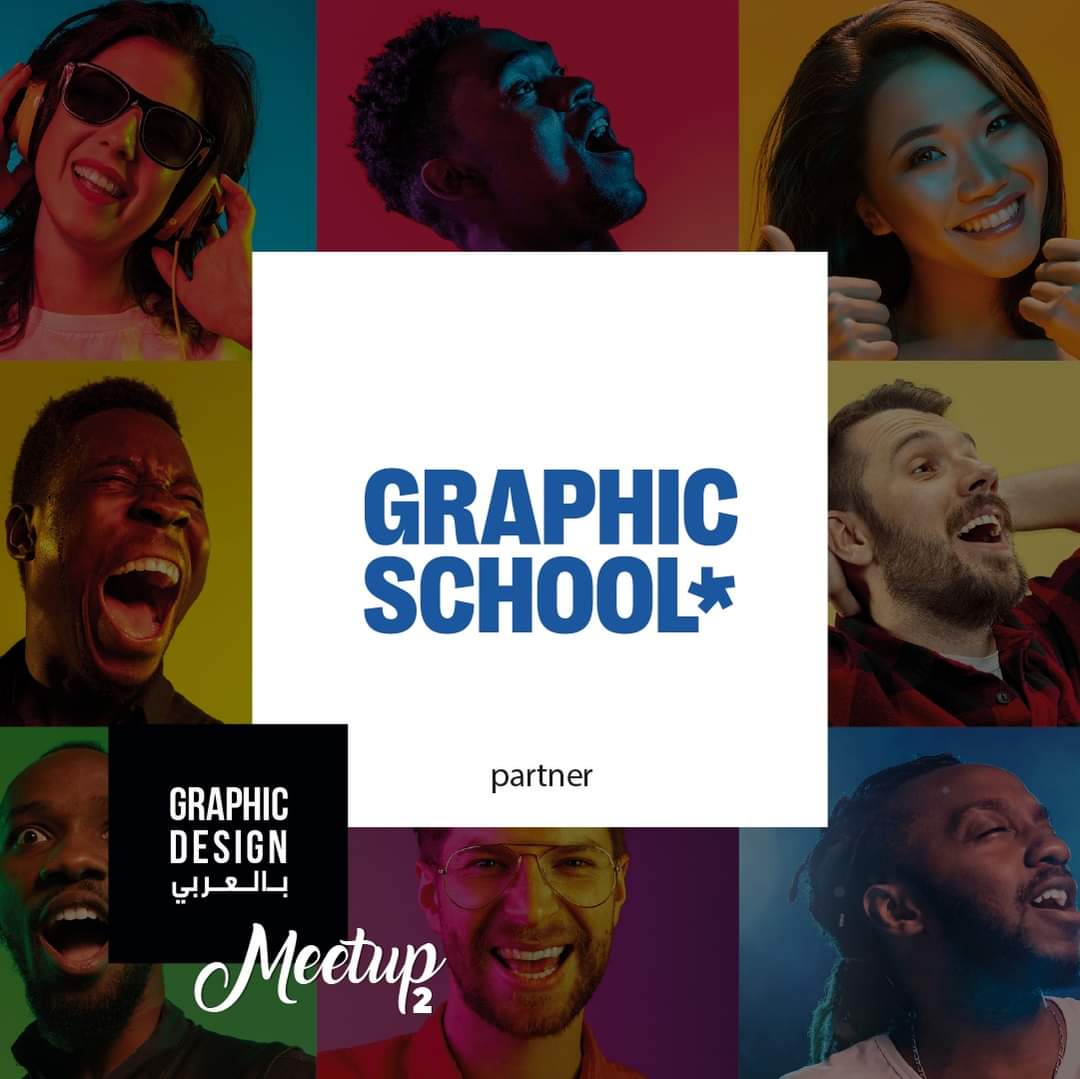 GRAPHIC
SCHOOL*
partner
GRAPHIC
DESIGN
بالعربي
Meetup
2